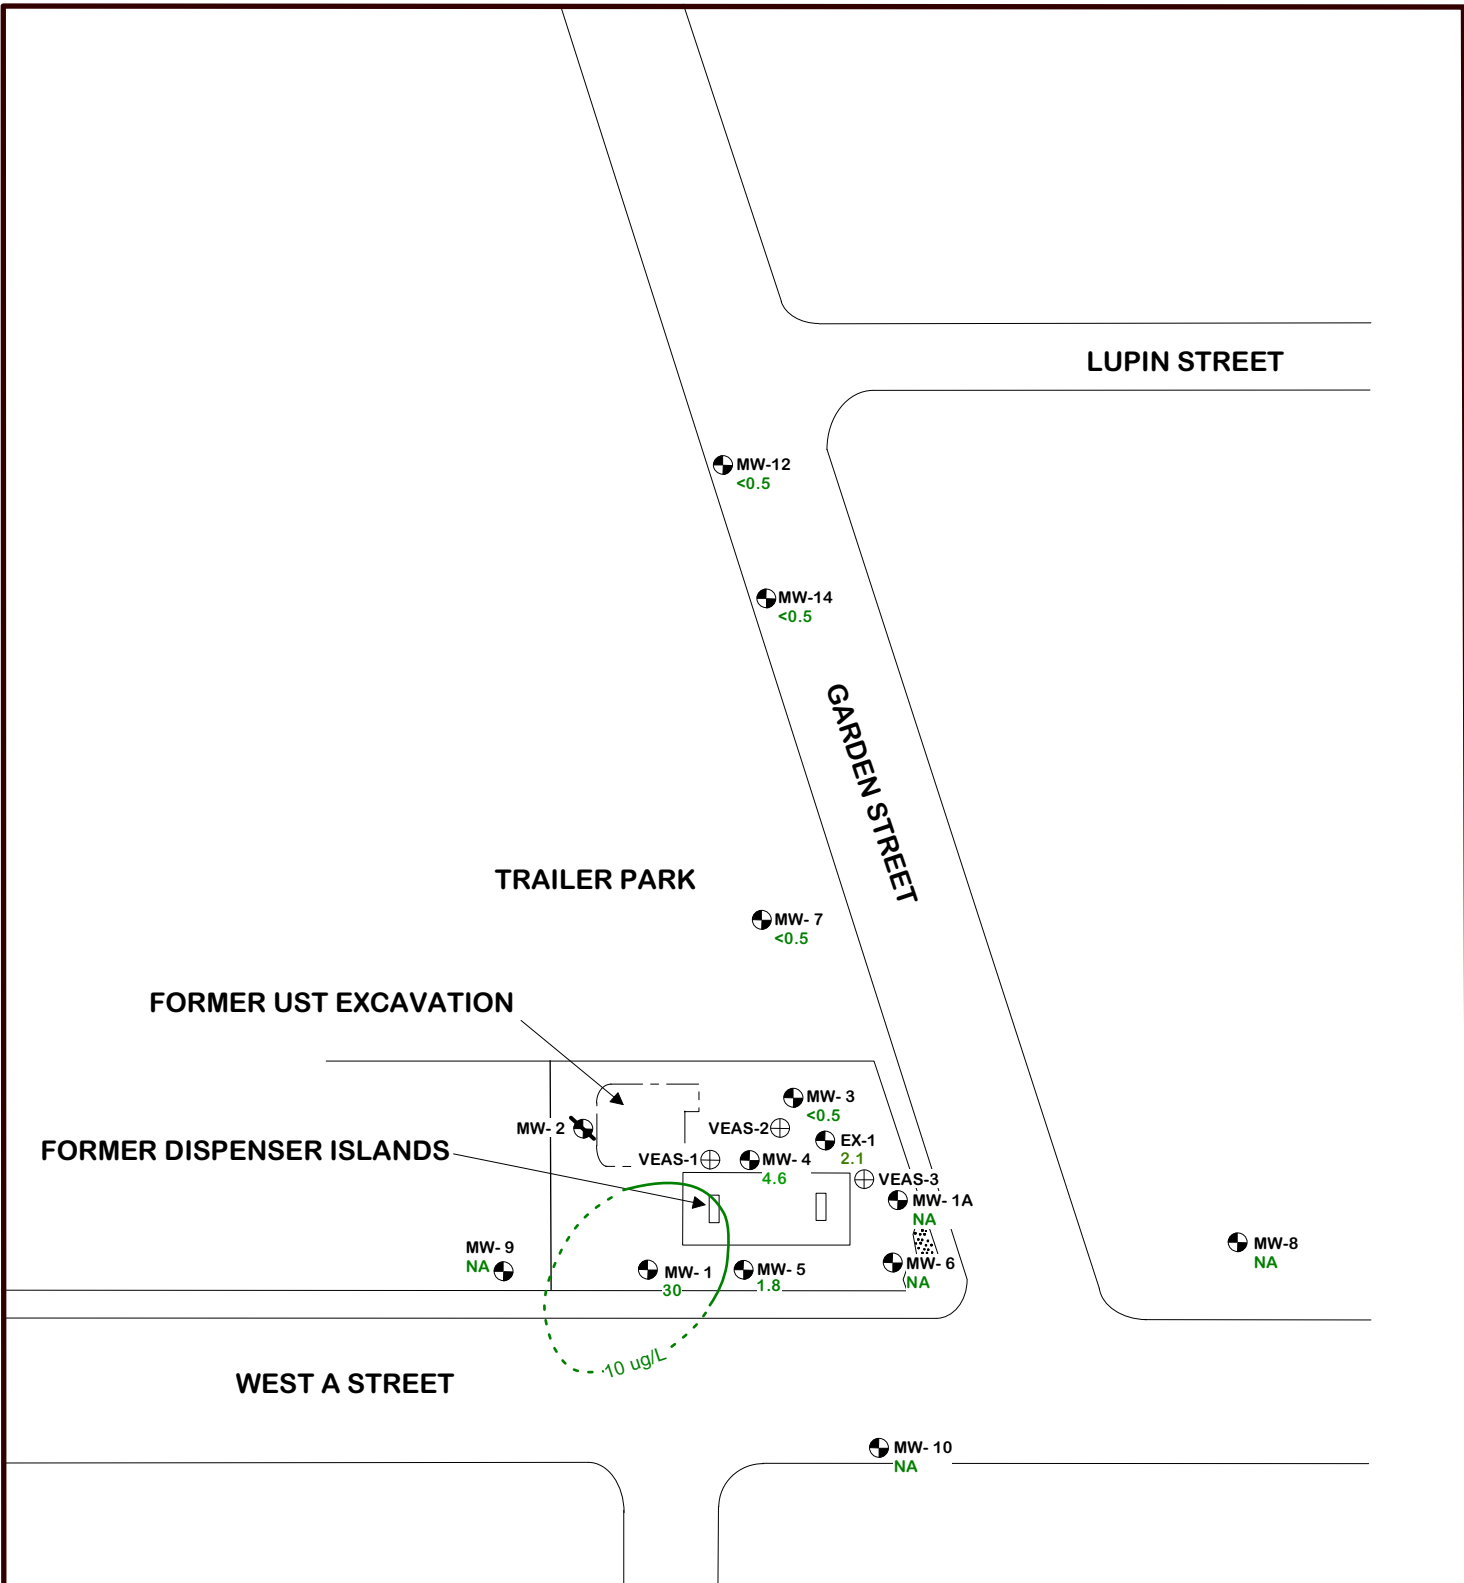 LUPIN STREET
MW-12
<0.5
MW-14
<0.5
GARDEN STREET
TRAILER PARK
MW- 7
<0.5
FORMER UST EXCAVATION
MW- 3
<0.5
MW- 2
VEAS-2
EX-1
2.1
FORMER DISPENSER ISLANDS
VEAS-1
MW- 4
4.6
VEAS-3
MW- 1A
NA
MW- 9
NA
MW- 1
30
MW- 5
1.8
MW- 6
NA
MW-8
NA
10 ug/L
WEST A STREET
MW- 10
NA